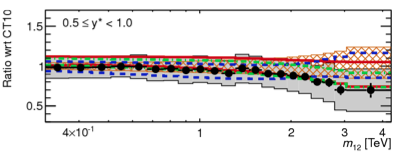 Ratio wrt CT10
0.5 ≤ y* < 1.0
1.5
1
0.5
4×10⁻¹ 1 2 3 4
m₁₂ [TeV]